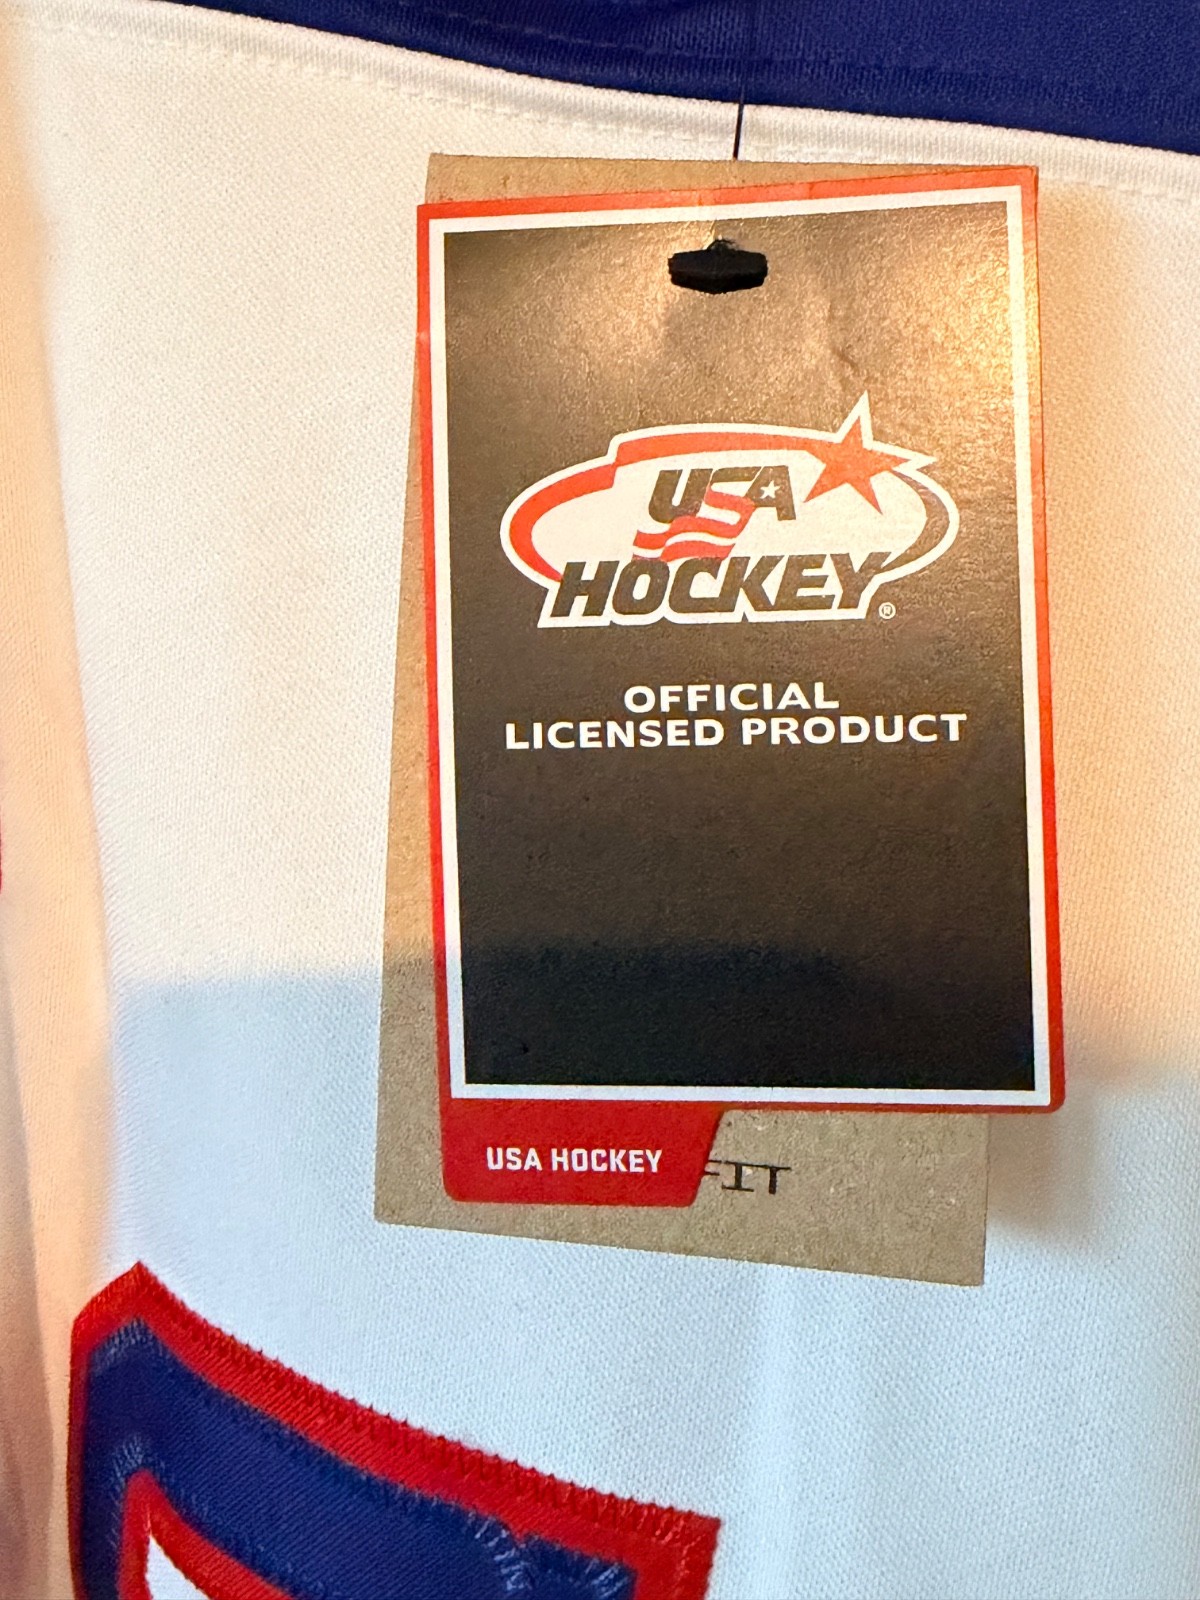 USA
HOCKEY®
OFFICIAL
LICENSED PRODUCT
USA HOCKEY
FIT